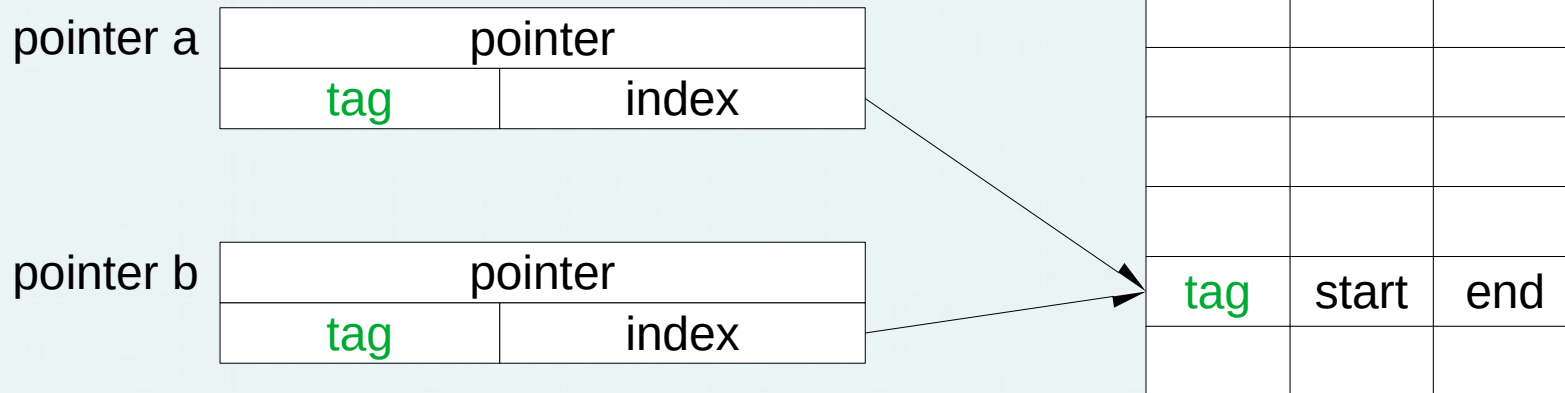 pointer a
pointer
tag index
pointer b
pointer
tag index
tag start end